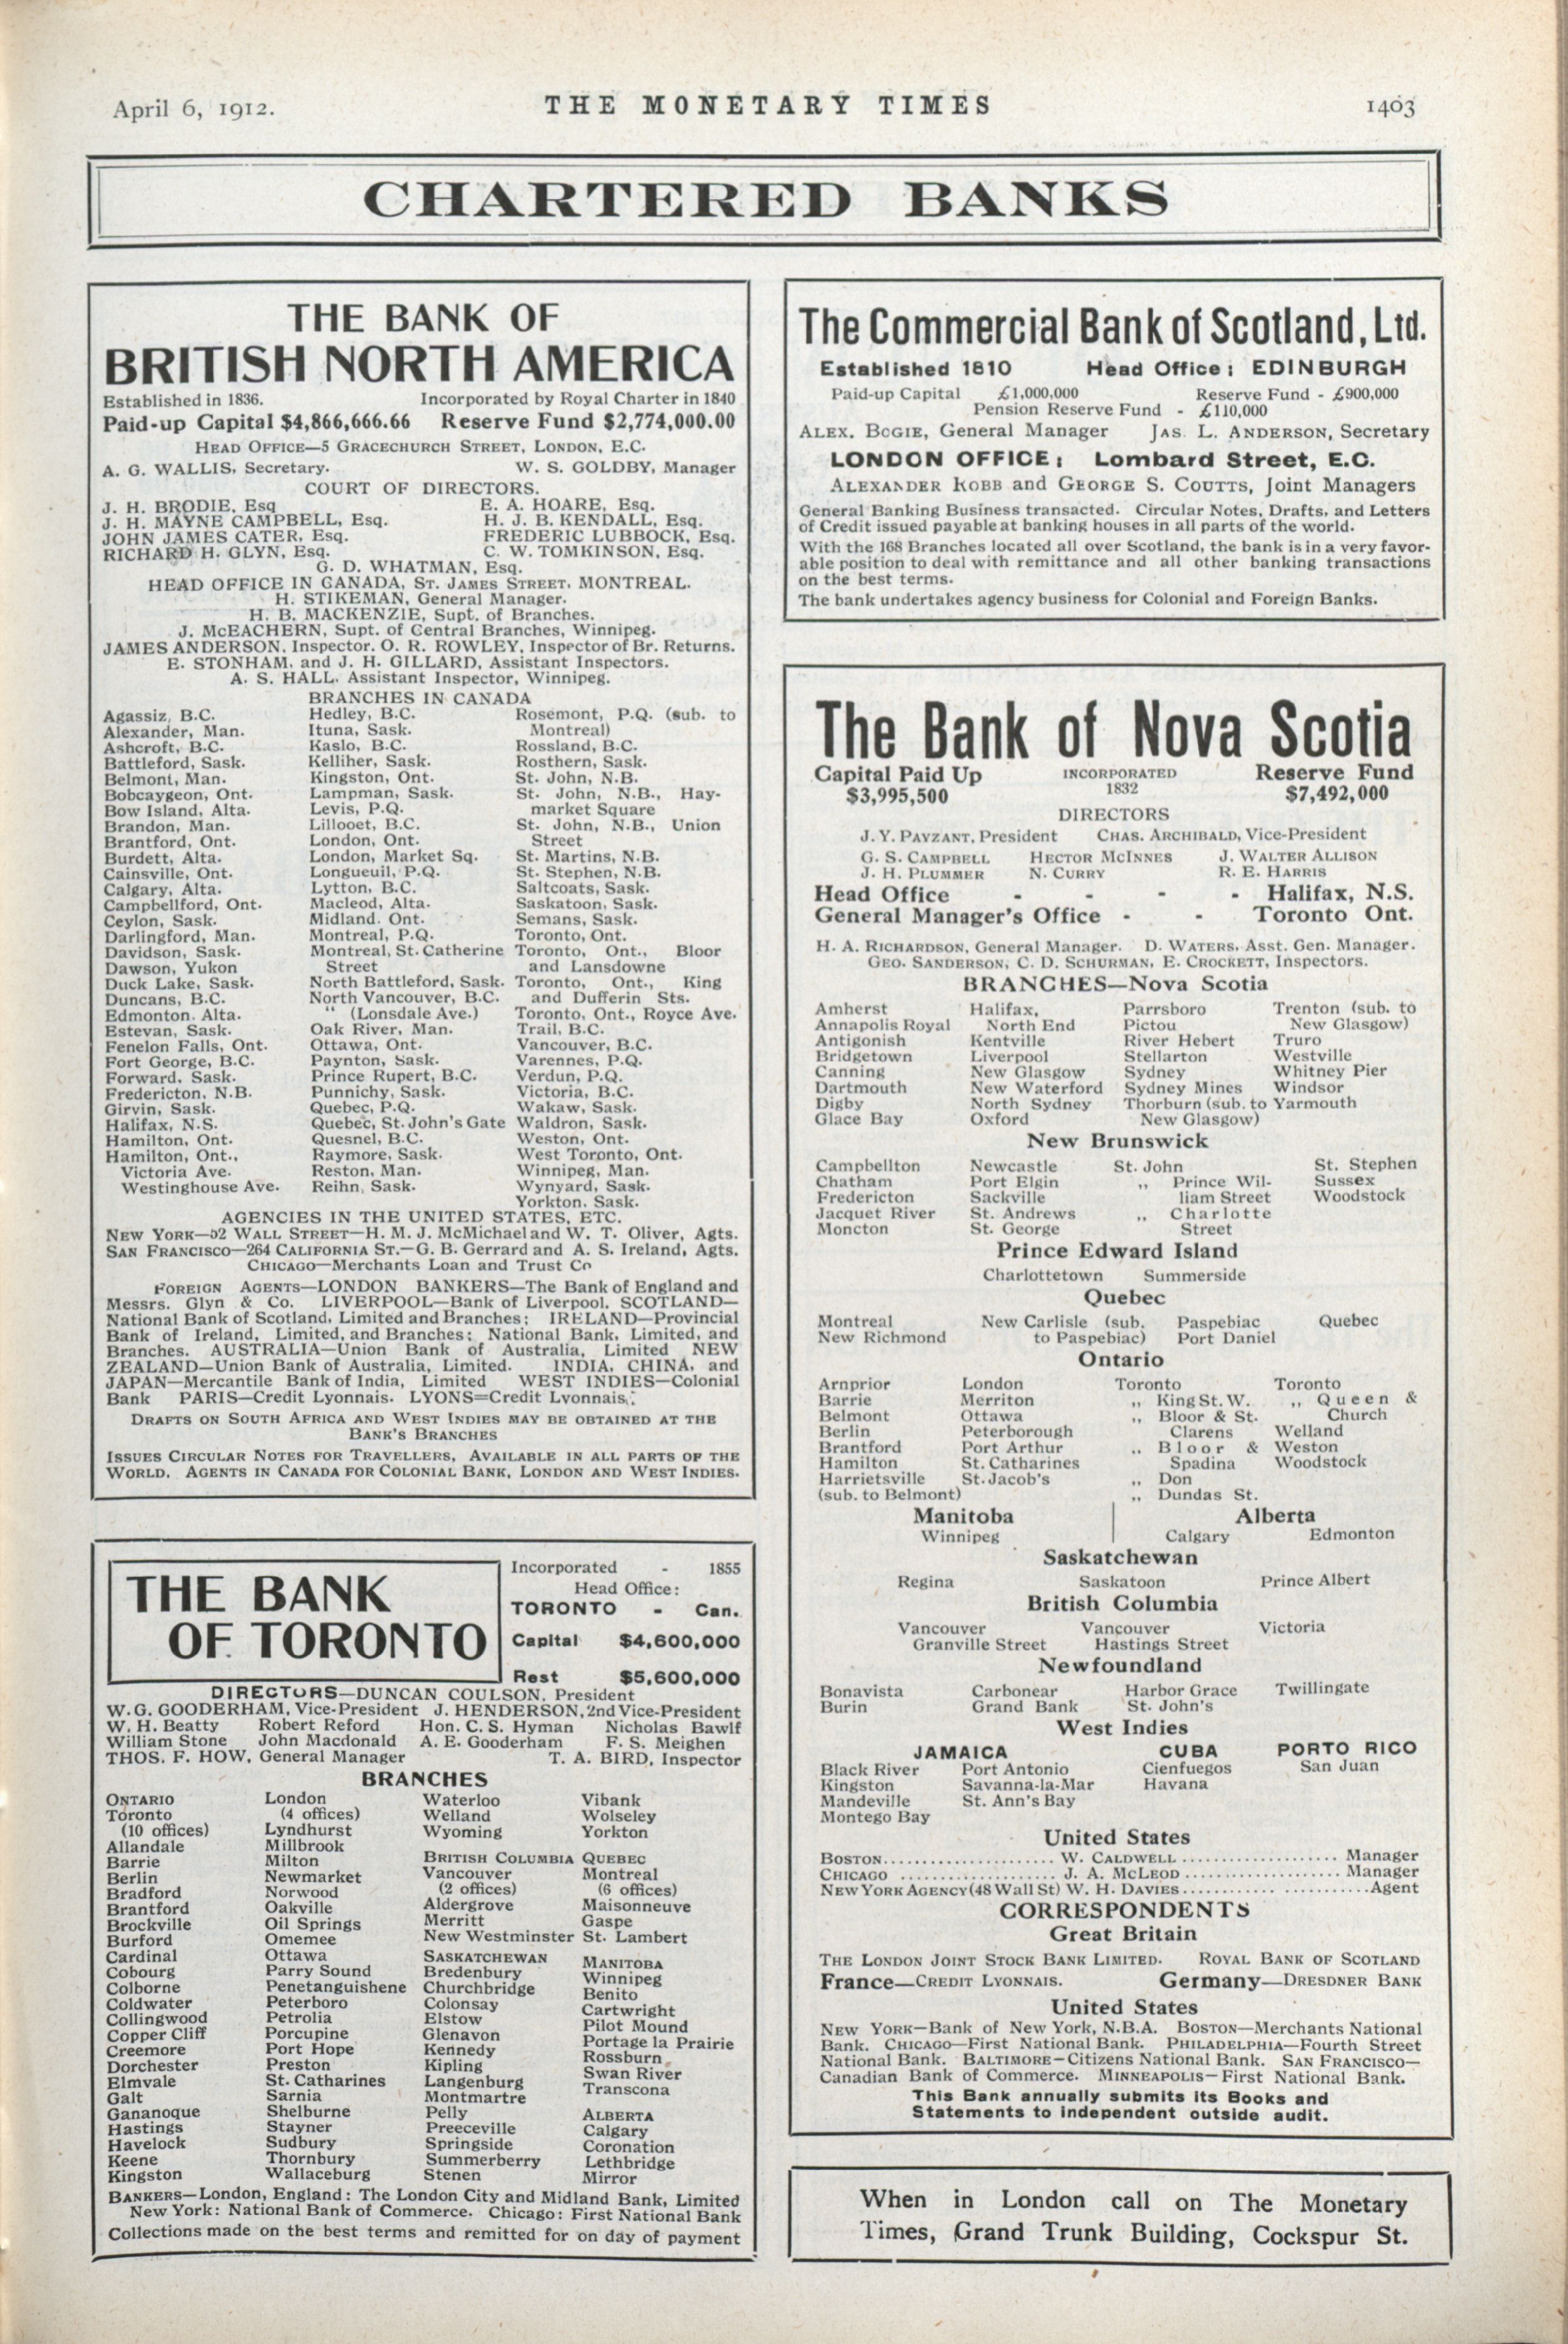 April 6, 1912.
THE MONETARY TIMES
1403
CHARTERED BANKS
THE BANK OF
BRITISH NORTH AMERICA
Established in 1836. Incorporated by Royal Charter in 1840
Paid-up Capital $4,866,666.66 Reserve Fund $2,774,000.00
HEAD OFFICE—5 GRACECHURCH STREET, LONDON, E.C.
A. G. WALLIS, Secretary. W. S. GOLDBY, Manager
COURT OF DIRECTORS.
J. H. BRODIE, Esq E. A. HOARE, Esq.
J. H. MAYNE CAMPBELL, Esq. H. J. B. KENDALL, Esq.
JOHN JAMES CATER, Esq. FREDERIC LUBBOCK, Esq.
RICHARD H. GLYN, Esq. C. W. TOMKINSON, Esq.
G. D. WHATMAN, Esq.
HEAD OFFICE IN CANADA, ST. JAMES STREET, MONTREAL.
H. STIKEMAN, General Manager.
H. B. MACKENZIE, Supt. of Branches.
J. McEACHERN, Supt. of Central Branches, Winnipeg.
JAMES ANDERSON, Inspector. O. R. ROWLEY, Inspector of Br. Returns.
E. STONHAM, and J. H. GILLARD, Assistant Inspectors.
A. S. HALL, Assistant Inspector, Winnipeg.
BRANCHES IN CANADA
Agassiz, B.C.
Alexander, Man.
Ashcroft, B.C.
Battleford, Sask.
Belmont, Man.
Bobcaygeon, Ont.
Bow Island, Alta.
Brandon, Man.
Brantford, Ont.
Burdett, Alta.
Cainsville, Ont.
Calgary, Alta.
Campbellford, Ont.
Ceylon, Sask.
Darlingford, Man.
Davidson, Sask.
Dawson, Yukon
Duck Lake, Sask.
Duncans, B.C.
Edmonton, Alta.
Estevan, Sask.
Fenelon Falls, Ont.
Fort George, B.C.
Forward, Sask.
Fredericton, N.B.
Girvin, Sask.
Halifax, N.S.
Hamilton, Ont.
Hamilton, Ont.,
Victoria Ave.
Westinghouse Ave.
Hedley, B.C.
Ituna, Sask.
Kaslo, B.C.
Kelliher, Sask.
Kingston, Ont.
Lampman, Sask.
Levis, P.Q.
Lillooet, B.C.
London, Ont.
London, Market Sq.
Longueuil, P.Q.
Lytton, B.C.
Macleod, Alta.
Midland, Ont.
Montreal, P.Q.
Montreal, St. Catherine
Street
North Battleford, Sask.
North Vancouver, B.C.
" (Lonsdale Ave.)
Oak River, Man.
Ottawa, Ont.
Paynton, Sask.
Prince Rupert, B.C.
Punnichy, Sask.
Quebec, P.Q.
Quebec, St. John's Gate
Quesnel, B.C.
Raymore, Sask.
Reston, Man.
Reihn, Sask.
Rosemont, P.Q. (sub. to
Montreal)
Rossland, B.C.
Rosthern, Sask.
St. John, N.B.
St. John, N.B., Hay-
market Square
St. John, N.B., Union
Street
St. Martins, N.B.
St. Stephen, N.B.
Saltcoats, Sask.
Saskatoon, Sask.
Semans, Sask.
Toronto, Ont.
Toronto, Ont., Bloor
and Lansdowne
Toronto, Ont., King
and Dufferin Sts.
Toronto, Ont., Royce Ave.
Trail, B.C.
Vancouver, B.C.
Varennes, P.Q.
Verdun, P.Q.
Victoria, B.C.
Wakaw, Sask.
Waldron, Sask.
Weston, Ont.
West Toronto, Ont.
Winnipeg, Man.
Wynyard, Sask.
Yorkton, Sask.
AGENCIES IN THE UNITED STATES, ETC.
NEW YORK—52 WALL STREET—H. M. J. McMichael and W. T. Oliver, Agts.
SAN FRANCISCO—264 CALIFORNIA ST.—G. B. Gerrard and A. S. Ireland, Agts.
CHICAGO—Merchants Loan and Trust Co
FOREIGN AGENTS—LONDON BANKERS—The Bank of England and
Messrs. Glyn & Co. LIVERPOOL—Bank of Liverpool. SCOTLAND—
National Bank of Scotland, Limited and Branches; IRELAND—Provincial
Bank of Ireland, Limited, and Branches; National Bank, Limited, and
Branches. AUSTRALIA—Union Bank of Australia, Limited NEW
ZEALAND—Union Bank of Australia, Limited. INDIA, CHINA, and
JAPAN—Mercantile Bank of India, Limited WEST INDIES—Colonial
Bank PARIS—Credit Lyonnais. LYONS=Credit Lyonnais.
DRAFTS ON SOUTH AFRICA AND WEST INDIES MAY BE OBTAINED AT THE
BANK'S BRANCHES
ISSUES CIRCULAR NOTES FOR TRAVELLERS, AVAILABLE IN ALL PARTS OF THE
WORLD. AGENTS IN CANADA FOR COLONIAL BANK, LONDON AND WEST INDIES.
THE BANK
OF TORONTO
Incorporated - 1855
Head Office:
TORONTO - Can.
Capital $4,600,000
Rest $5,600,000
DIRECTORS—DUNCAN COULSON, President
W. G. GOODERHAM, Vice-President J. HENDERSON, 2nd Vice-President
W. H. Beatty Robert Reford Hon. C. S. Hyman Nicholas Bawlf
William Stone John Macdonald A. E. Gooderham F. S. Meighen
THOS. F. HOW, General Manager T. A. BIRD, Inspector
BRANCHES
ONTARIO
Toronto
(10 offices)
Allandale
Barrie
Berlin
Bradford
Brantford
Brockville
Burford
Cardinal
Cobourg
Colborne
Coldwater
Collingwood
Copper Cliff
Creemore
Dorchester
Elmvale
Galt
Gananoque
Hastings
Havelock
Keene
Kingston
London
(4 offices)
Lyndhurst
Millbrook
Milton
Newmarket
Norwood
Oakville
Oil Springs
Omemee
Ottawa
Parry Sound
Penetanguishene
Peterboro
Petrolia
Porcupine
Port Hope
Preston
St. Catharines
Sarnia
Shelburne
Stayner
Sudbury
Thornbury
Wallaceburg
Waterloo
Welland
Wyoming
BRITISH COLUMBIA
Vancouver
(2 offices)
Aldergrove
Merritt
New Westminster
SASKATCHEWAN
Bredenbury
Churchbridge
Colonsay
Elstow
Glenavon
Kennedy
Kipling
Langenburg
Montmartre
Pelly
Preeceville
Springside
Summerberry
Stenen
Vibank
Wolseley
Yorkton
QUEBEC
Montreal
(6 offices)
Maisonneuve
Gaspe
St. Lambert
MANITOBA
Winnipeg
Benito
Cartwright
Pilot Mound
Portage la Prairie
Rossburn
Swan River
Transcona
ALBERTA
Calgary
Coronation
Lethbridge
Mirror
BANKERS—London, England: The London City and Midland Bank, Limited
New York: National Bank of Commerce. Chicago: First National Bank
Collections made on the best terms and remitted for on day of payment
The Commercial Bank of Scotland, Ltd.
Established 1810 Head Office: EDINBURGH
Paid-up Capital £1,000,000 Reserve Fund - £900,000
Pension Reserve Fund - £110,000
ALEX. BOGIE, General Manager JAS. L. ANDERSON, Secretary
LONDON OFFICE: Lombard Street, E.C.
ALEXANDER ROBB and GEORGE S. COUTTS, Joint Managers
General Banking Business transacted. Circular Notes, Drafts, and Letters
of Credit issued payable at banking houses in all parts of the world.
With the 168 Branches located all over Scotland, the bank is in a very favor-
able position to deal with remittance and all other banking transactions
on the best terms.
The bank undertakes agency business for Colonial and Foreign Banks.
The Bank of Nova Scotia
Capital Paid Up INCORPORATED Reserve Fund
$3,995,500 1832 $7,492,000
DIRECTORS
J. Y. PAYZANT, President CHAS. ARCHIBALD, Vice-President
G. S. CAMPBELL HECTOR MCINNES J. WALTER ALLISON
J. H. PLUMMER N. CURRY R. E. HARRIS
Head Office - - - - Halifax, N.S.
General Manager's Office - - Toronto Ont.
H. A. RICHARDSON, General Manager. D. WATERS, Asst. Gen. Manager.
GEO. SANDERSON, C. D. SCHURMAN, E. CROCKETT, Inspectors.
BRANCHES—Nova Scotia
Amherst Halifax, Parrsboro Trenton (sub. to
Annapolis Royal North End Pictou New Glasgow)
Antigonish Kentville River Hebert Truro
Bridgetown Liverpool Stellarton Westville
Canning New Glasgow Sydney Whitney Pier
Dartmouth New Waterford Sydney Mines Windsor
Digby North Sydney Thorburn (sub. to Yarmouth
Glace Bay Oxford New Glasgow)
New Brunswick
Campbellton Newcastle St. John St. Stephen
Chatham Port Elgin ,, Prince Wil- Sussex
Fredericton Sackville liam Street Woodstock
Jacquet River St. Andrews ,, Charlotte
Moncton St. George Street
Prince Edward Island
Charlottetown Summerside
Quebec
Montreal New Carlisle (sub. Paspebiac Quebec
New Richmond to Paspebiac) Port Daniel
Ontario
Arnprior London Toronto Toronto
Barrie Merriton ,, King St. W. ,, Queen &
Belmont Ottawa ,, Bloor & St. Church
Berlin Peterborough Clarens Welland
Brantford Port Arthur ,, Bloor & Weston
Hamilton St. Catharines Spadina Woodstock
Harrietsville St. Jacob's ,, Don
(sub. to Belmont) ,, Dundas St.
Manitoba Alberta
Winnipeg Calgary Edmonton
Saskatchewan
Regina Saskatoon Prince Albert
British Columbia
Vancouver Vancouver Victoria
Granville Street Hastings Street
Newfoundland
Bonavista Carbonear Harbor Grace Twillingate
Burin Grand Bank St. John's
West Indies
JAMAICA CUBA PORTO RICO
Black River Port Antonio Cienfuegos San Juan
Kingston Savanna-la-Mar Havana
Mandeville St. Ann's Bay
Montego Bay
United States
BOSTON...................... W. CALDWELL.................... Manager
CHICAGO .................... J. A. MCLEOD.................... Manager
NEW YORK AGENCY (48 Wall St) W. H. DAVIES........................Agent
CORRESPONDENTS
Great Britain
THE LONDON JOINT STOCK BANK LIMITED. ROYAL BANK OF SCOTLAND
France—CREDIT LYONNAIS. Germany—DRESDNER BANK
United States
NEW YORK—Bank of New York, N.B.A. BOSTON—Merchants National
Bank. CHICAGO—First National Bank. PHILADELPHIA—Fourth Street
National Bank. BALTIMORE—Citizens National Bank. SAN FRANCISCO—
Canadian Bank of Commerce. MINNEAPOLIS—First National Bank.
This Bank annually submits its Books and
Statements to independent outside audit.
When in London call on The Monetary
Times, Grand Trunk Building, Cockspur St.